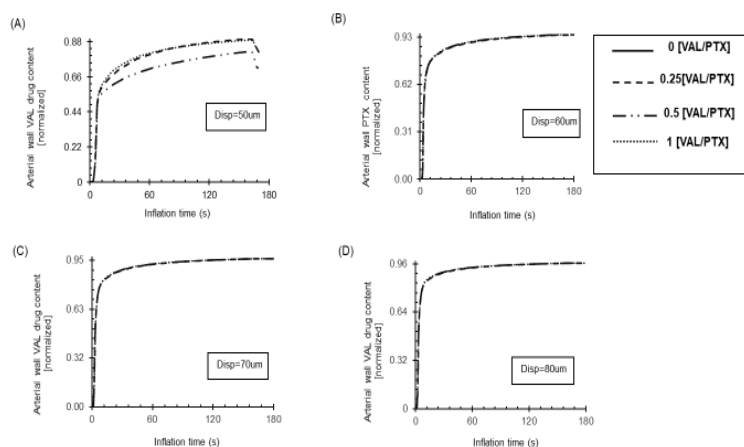 (A)
Arterial wall VAL drug content
[normalized]
0.88
0.66
0.44
0.22
0
0 60 120 180
Inflation time (s)
Disp=50um
(B)
Arterial wall PTX content
[normalized]
0.93
0.62
0.31
0.00
0 60 120 180
Inflation time (s)
Disp=60um
0 [VAL/PTX]
0.25[VAL/PTX]
0.5 [VAL/PTX]
1 [VAL/PTX]
(C)
Arterial wall VAL drug content
[normalized]
0.95
0.63
0.32
0.00
0 60 120 180
Inflation time (s)
Disp=70um
(D)
Arterial wall VAL drug content
[normalized]
0.96
0.64
0.32
0.00
0 60 120 180
Inflation time (s)
Disp=80um